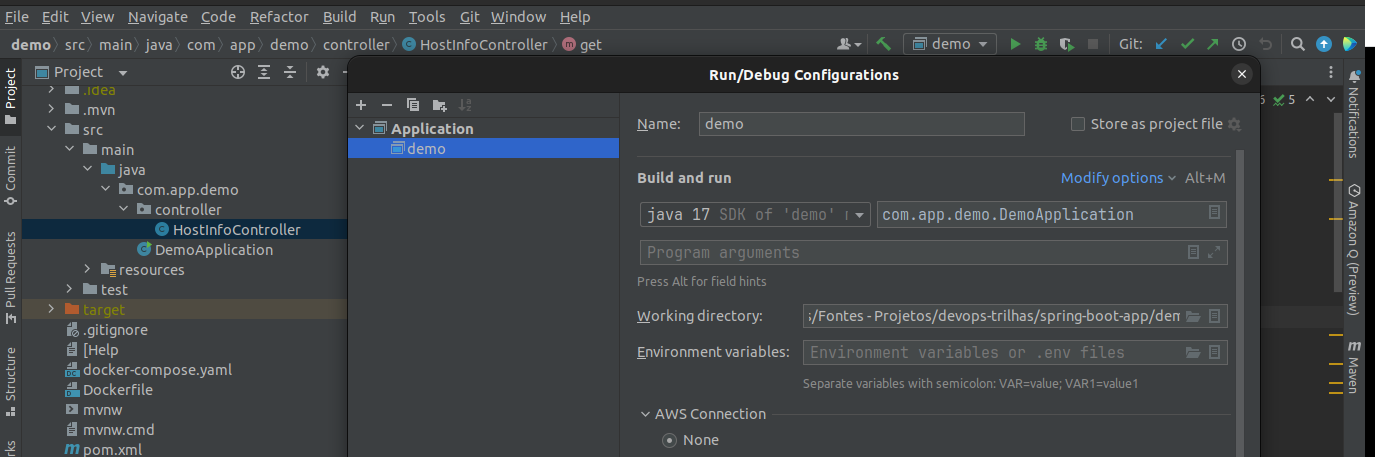 File Edit View Navigate Code Refactor Build Run Tools Git Window Help
demo src main java com app demo controller HostInfoController get
demo
Git:
Project
Run/Debug Configurations
Project
Commit
Pull Requests
Structure
.idea
.mvn
src
main
java
com.app.demo
controller
HostInfoController
DemoApplication
resources
test
target
.gitignore
[Help
docker-compose.yaml
Dockerfile
mvnw
mvnw.cmd
pom.xml
Application
demo
Name: demo Store as project file
Build and run Modify options Alt+M
java 17 SDK of 'demo' com.app.demo.DemoApplication
Program arguments
Press Alt for field hints
Working directory: /Fontes - Projetos/devops-trilhas/spring-boot-app/dem
Environment variables: Environment variables or .env files
Separate variables with semicolon: VAR=value; VAR1=value1
AWS Connection
None
5
Notifications
Amazon Q (Preview)
m Maven